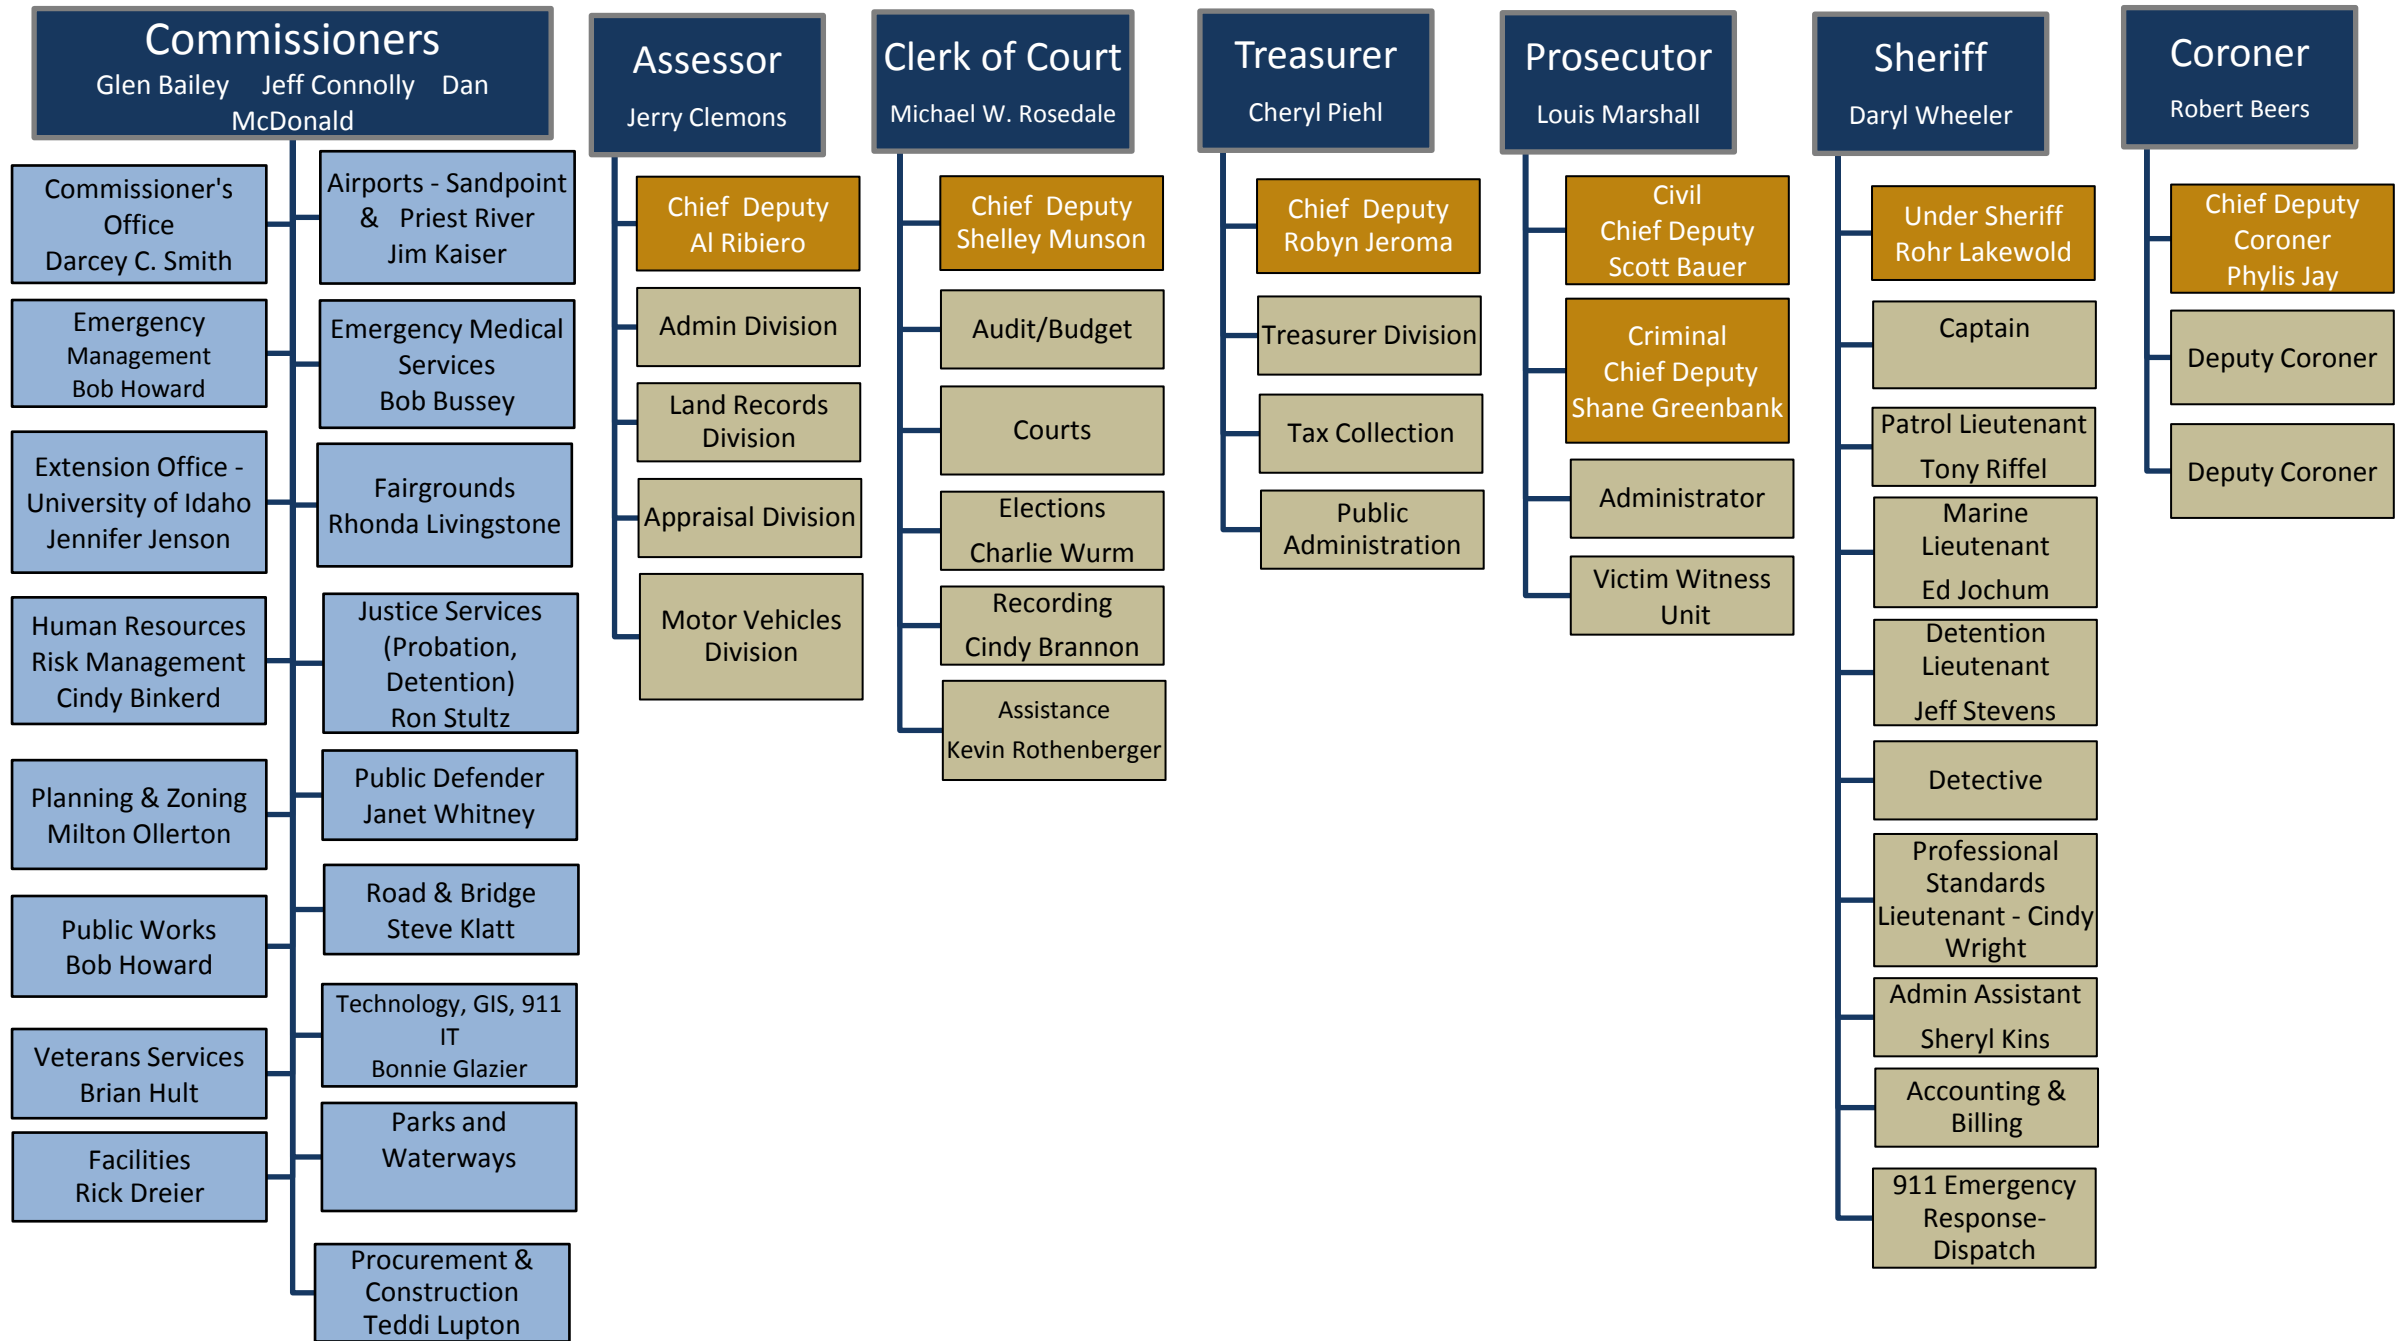 Commissioners
Glen Bailey Jeff Connolly Dan
McDonald
Commissioner's
Office
Darcey C. Smith
Airports - Sandpoint
& Priest River
Jim Kaiser
Emergency
Management
Bob Howard
Emergency Medical
Services
Bob Bussey
Extension Office -
University of Idaho
Jennifer Jenson
Fairgrounds
Rhonda Livingstone
Human Resources
Risk Management
Cindy Binkerd
Justice Services
(Probation,
Detention)
Ron Stultz
Planning & Zoning
Milton Ollerton
Public Defender
Janet Whitney
Public Works
Bob Howard
Road & Bridge
Steve Klatt
Veterans Services
Brian Hult
Technology, GIS, 911
IT
Bonnie Glazier
Facilities
Rick Dreier
Parks and
Waterways
Procurement &
Construction
Teddi Lupton
Assessor
Jerry Clemons
Chief Deputy
Al Ribiero
Admin Division
Land Records
Division
Appraisal Division
Motor Vehicles
Division
Clerk of Court
Michael W. Rosedale
Chief Deputy
Shelley Munson
Audit/Budget
Courts
Elections
Charlie Wurm
Recording
Cindy Brannon
Assistance
Kevin Rothenberger
Treasurer
Cheryl Piehl
Chief Deputy
Robyn Jeroma
Treasurer Division
Tax Collection
Public
Administration
Prosecutor
Louis Marshall
Civil
Chief Deputy
Scott Bauer
Criminal
Chief Deputy
Shane Greenbank
Administrator
Victim Witness
Unit
Sheriff
Daryl Wheeler
Under Sheriff
Rohr Lakewold
Captain
Patrol Lieutenant
Tony Riffel
Marine
Lieutenant
Ed Jochum
Detention
Lieutenant
Jeff Stevens
Detective
Professional
Standards
Lieutenant - Cindy
Wright
Admin Assistant
Sheryl Kins
Accounting &
Billing
911 Emergency
Response-
Dispatch
Coroner
Robert Beers
Chief Deputy
Coroner
Phylis Jay
Deputy Coroner
Deputy Coroner